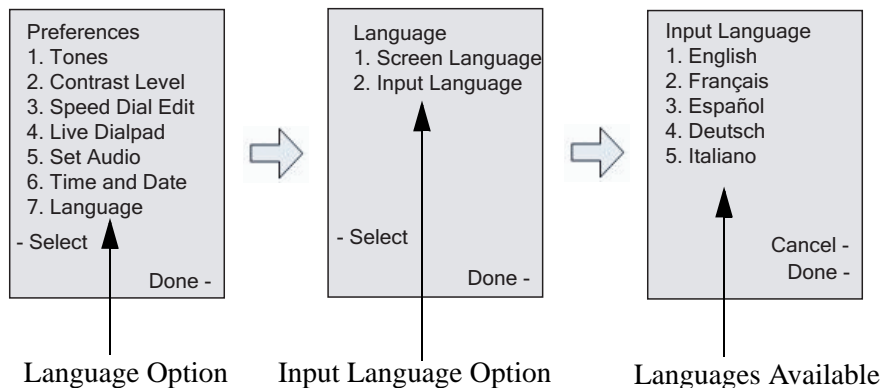 Preferences
1. Tones
2. Contrast Level
3. Speed Dial Edit
4. Live Dialpad
5. Set Audio
6. Time and Date
7. Language
- Select
Done -
Language
1. Screen Language
2. Input Language
- Select
Done -
Input Language
1. English
2. Français
3. Español
4. Deutsch
5. Italiano
Cancel -
Done -
Language Option
Input Language Option
Languages Available